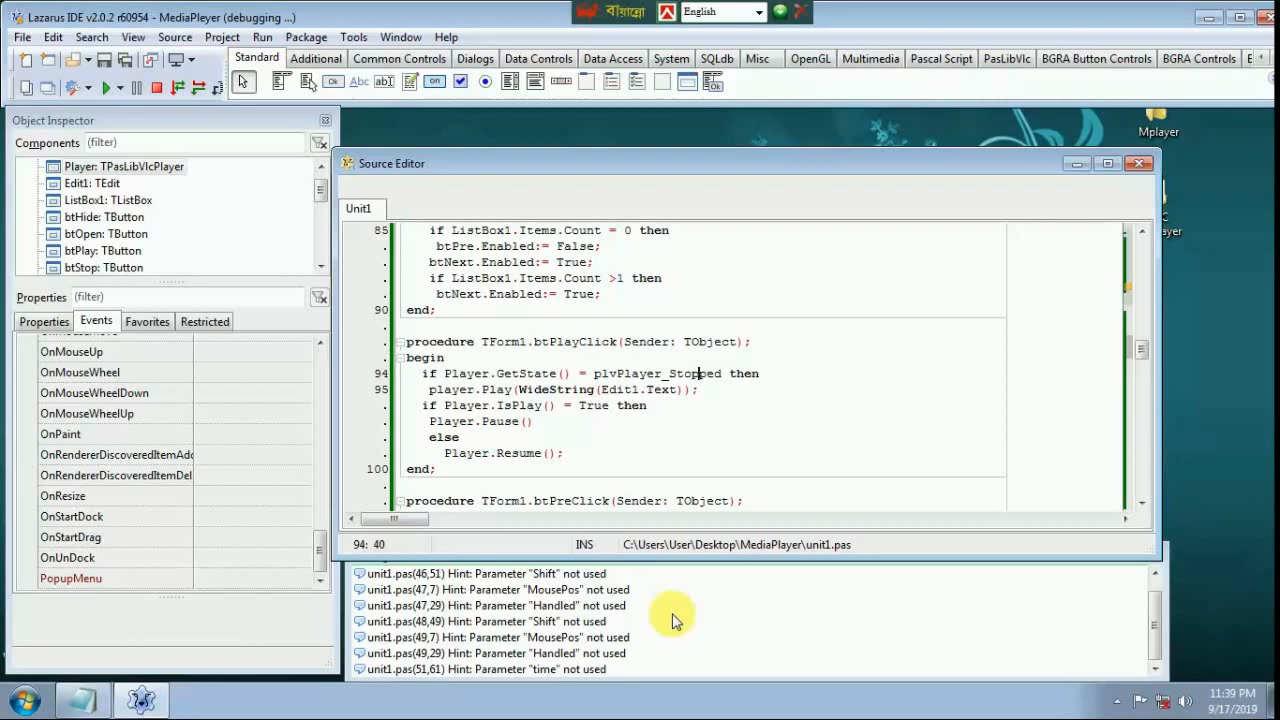 Lazarus IDE v2.0.2 r60954 - MediaPleyer (debugging ...)
বাঁয়ান্নো
English
File Edit Search View Source Project Run Package Tools Window Help
Standard Additional Common Controls Dialogs Data Controls Data Access System SQLdb Misc OpenGL Multimedia Pascal Script PasLibVlc BGRA Button Controls BGRA Controls
Ok Abc abI on Ok
Object Inspector
Components (filter)
Player: TPasLibVlcPlayer
Edit1: TEdit
ListBox1: TListBox
btHide: TButton
btOpen: TButton
btPlay: TButton
btStop: TButton
Properties (filter)
Properties Events Favorites Restricted
OnMouseUp
OnMouseWheel
OnMouseWheelDown
OnMouseWheelUp
OnPaint
OnRendererDiscoveredItemAdd
OnRendererDiscoveredItemDel
OnResize
OnStartDock
OnStartDrag
OnUnDock
PopupMenu
Mplayer
Source Editor
Unit1
85 if ListBox1.Items.Count = 0 then
. btPre.Enabled:= False;
. btNext.Enabled:= True;
. if ListBox1.Items.Count >1 then
. btNext.Enabled:= True;
90 end;
.
. procedure TForm1.btPlayClick(Sender: TObject);
. begin
94 if Player.GetState() = plvPlayer_Stopped then
95 player.Play(WideString(Edit1.Text));
. if Player.IsPlay() = True then
. Player.Pause()
. else
. Player.Resume();
100 end;
.
. procedure TForm1.btPreClick(Sender: TObject);
94: 40 INS C:\Users\User\Desktop\MediaPlayer\unit1.pas
unit1.pas(46,51) Hint: Parameter "Shift" not used
unit1.pas(47,7) Hint: Parameter "MousePos" not used
unit1.pas(47,29) Hint: Parameter "Handled" not used
unit1.pas(48,49) Hint: Parameter "Shift" not used
unit1.pas(49,7) Hint: Parameter "MousePos" not used
unit1.pas(49,29) Hint: Parameter "Handled" not used
unit1.pas(51,61) Hint: Parameter "time" not used
11:39 PM
9/17/2019